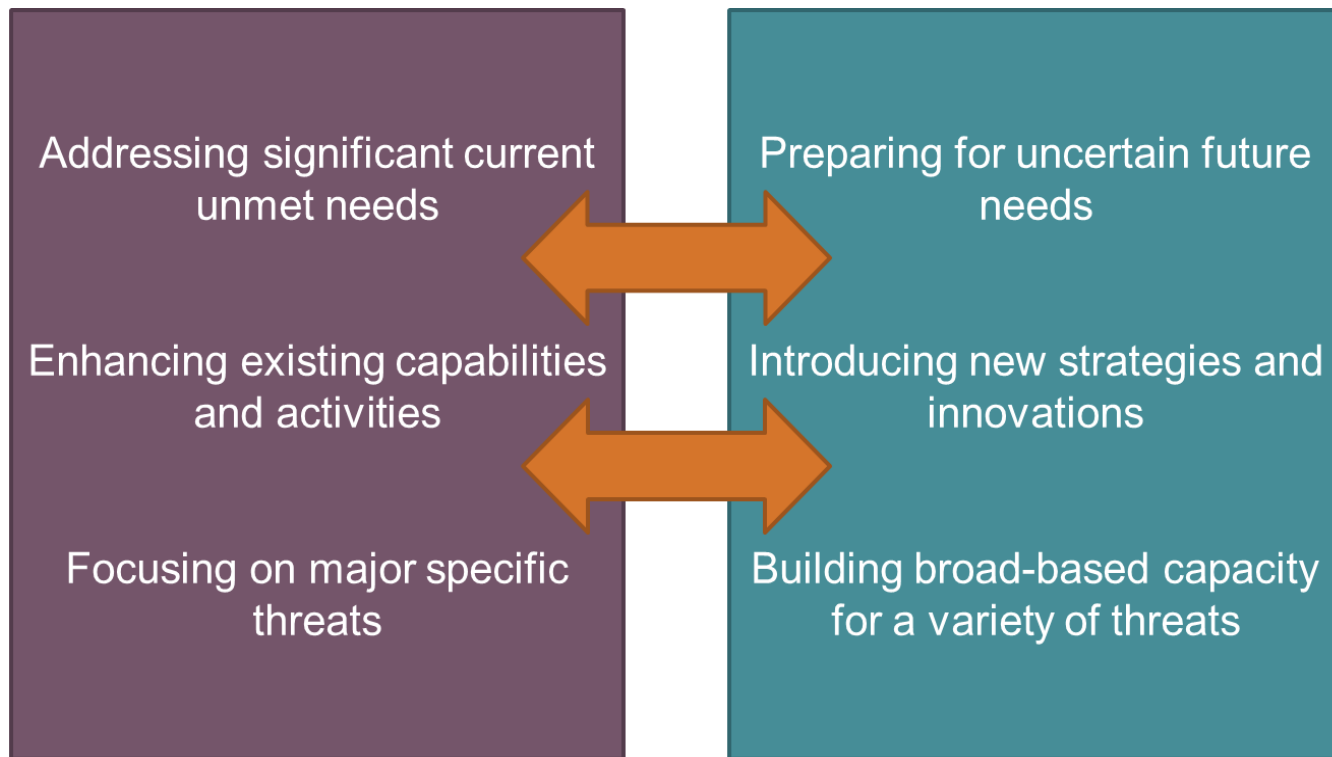 Addressing significant current
unmet needs
Enhancing existing capabilities
and activities
Focusing on major specific
threats
Preparing for uncertain future
needs
Introducing new strategies and
innovations
Building broad-based capacity
for a variety of threats